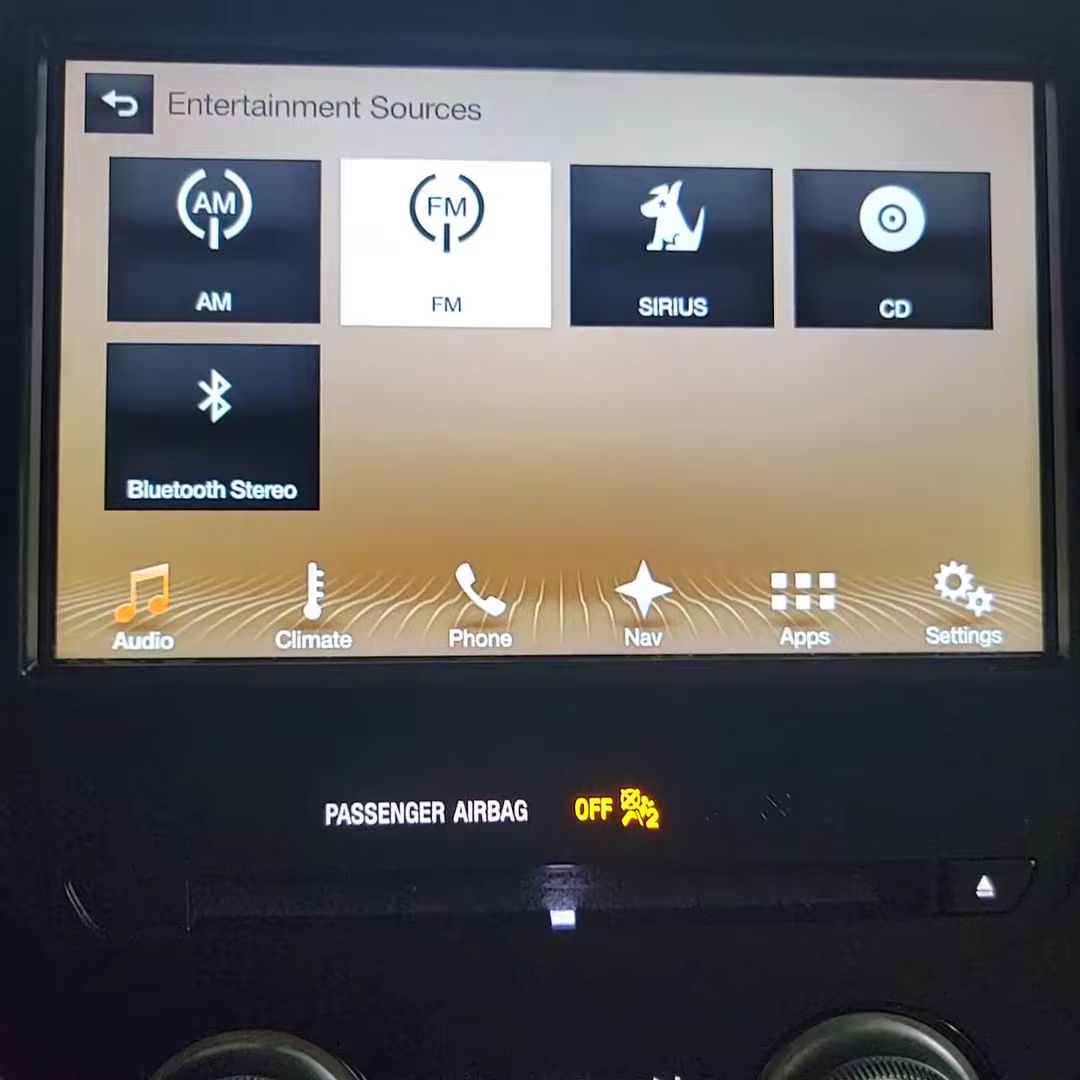 Entertainment Sources
AM
FM
AM
FM
SIRIUS
CD
Bluetooth Stereo
Audio
Climate
Phone
Nav
Apps
Settings
PASSENGER AIRBAG OFF 2